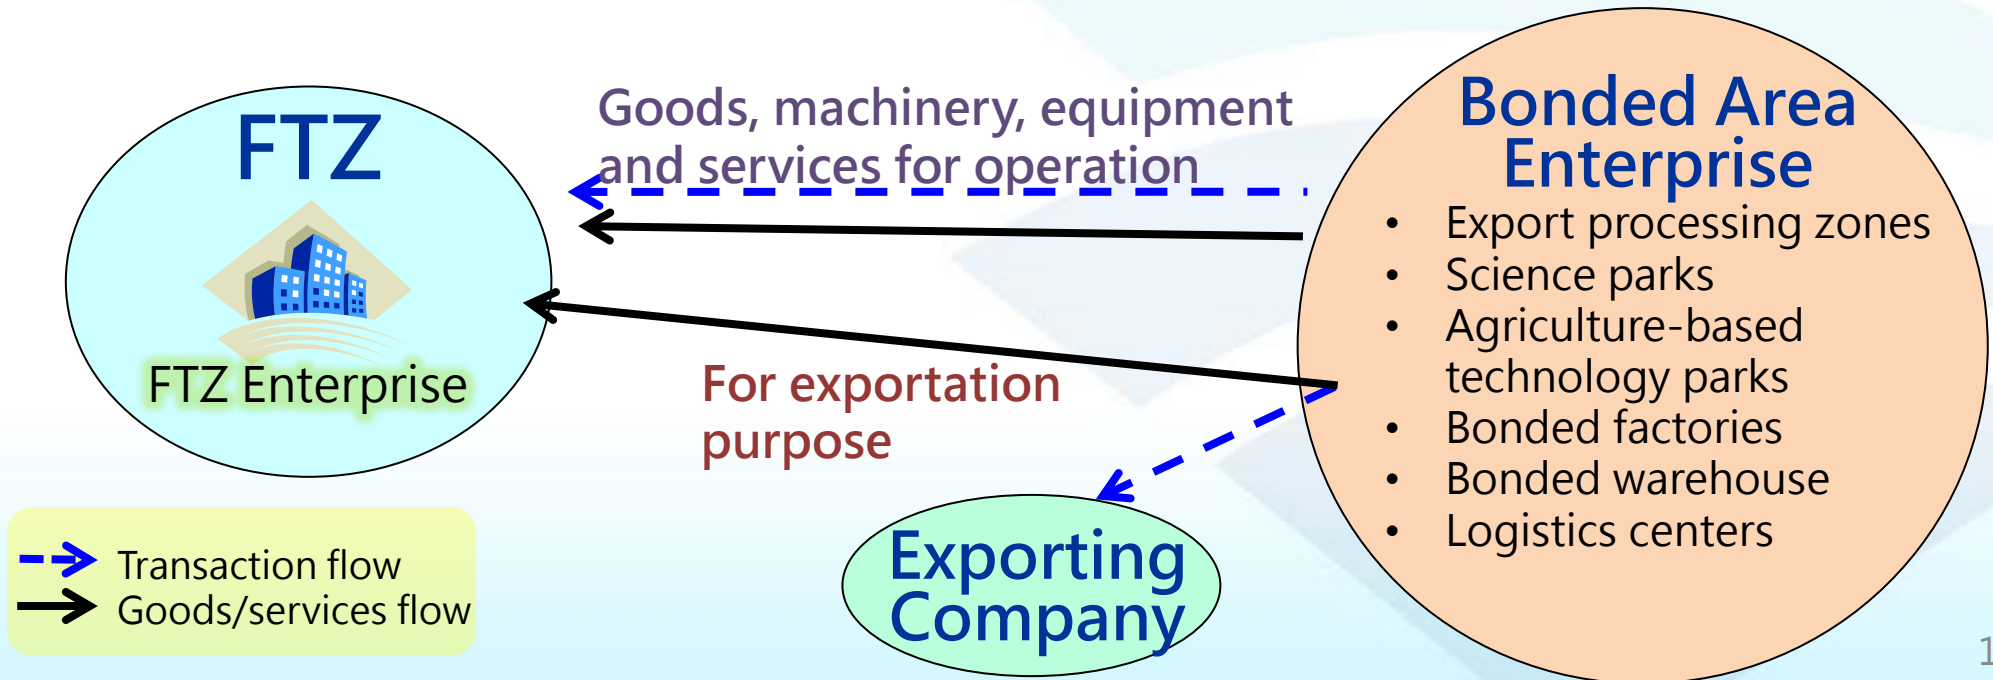 FTZ
FTZ Enterprise
Goods, machinery, equipment
and services for operation
For exportation
purpose
Exporting
Company
Bonded Area
Enterprise
• Export processing zones
• Science parks
• Agriculture-based
technology parks
• Bonded factories
• Bonded warehouse
• Logistics centers
Transaction flow
Goods/services flow
1